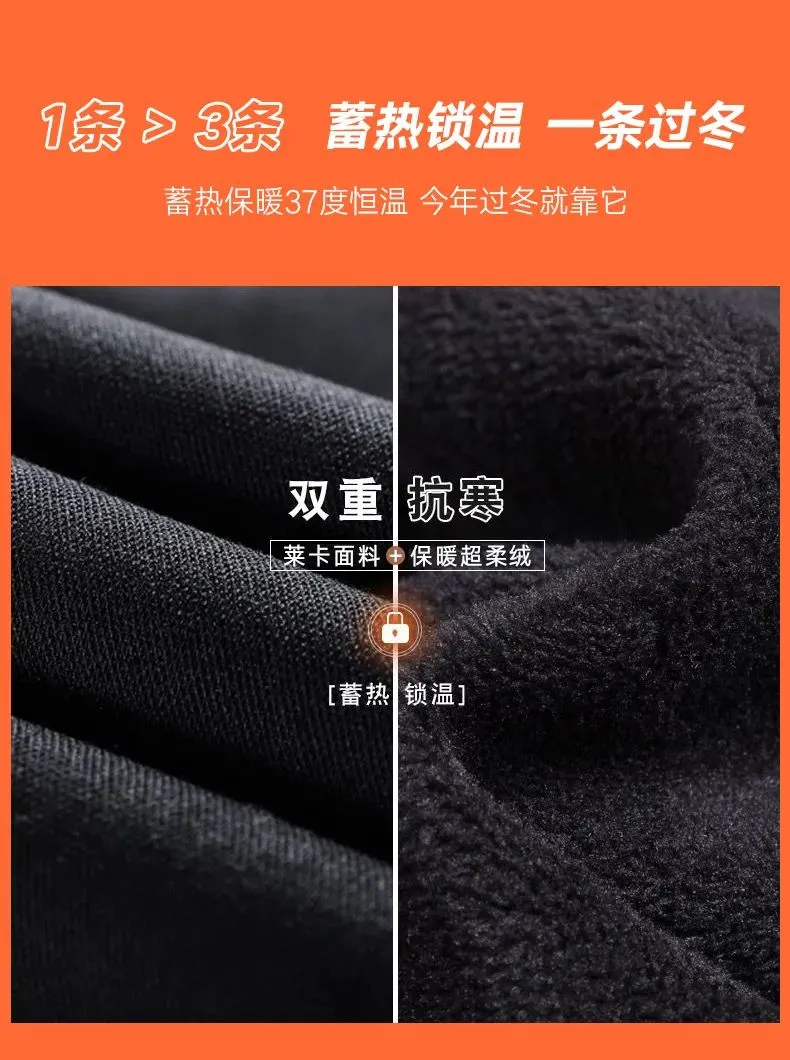 1条 > 3条 蓄热锁温 一条过冬
蓄热保暖37度恒温 今年过冬就靠它
双重 抗寒
莱卡面料 + 保暖超柔绒
[蓄热 锁温]